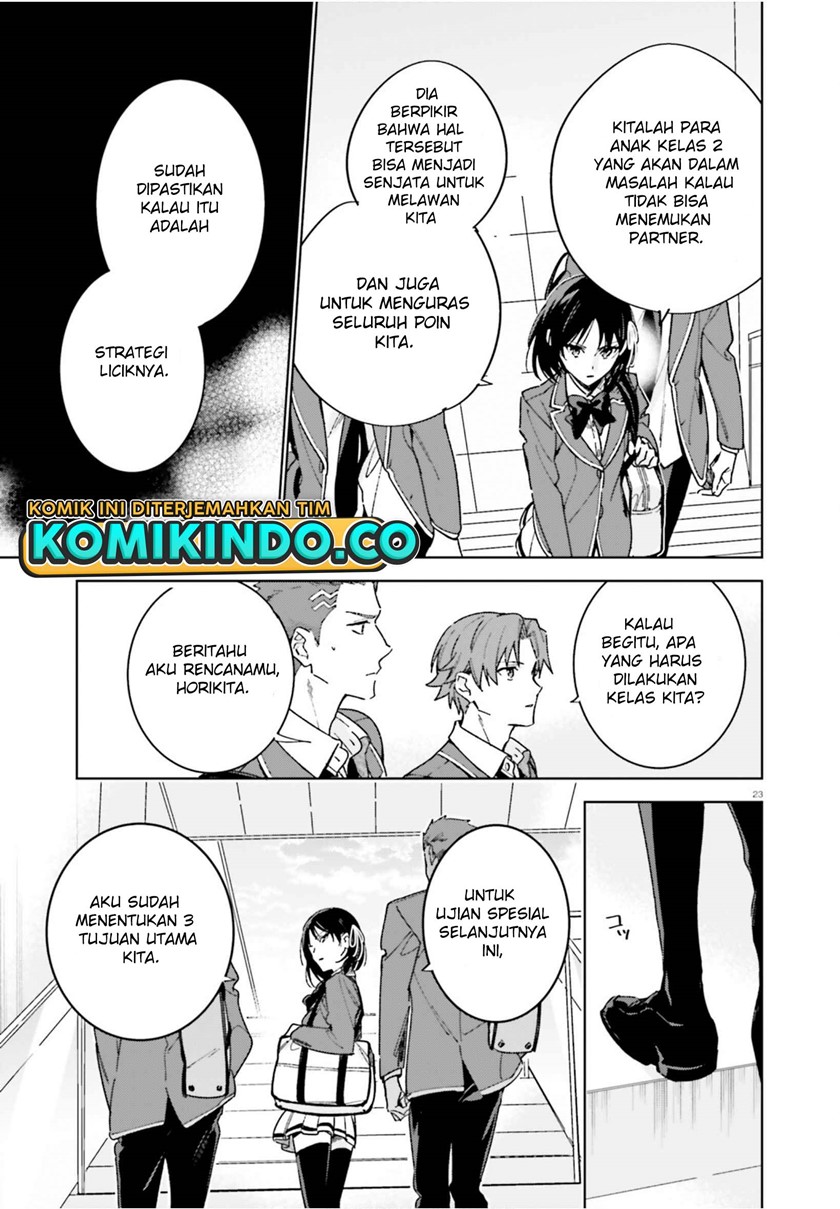 KITALAH PARA
ANAK KELAS 2
YANG AKAN DALAM
MASALAH KALAU
TIDAK BISA
MENEMUKAN
PARTNER.
DIA
BERPIKIR
BAHWA HAL
TERSEBUT
BISA MENJADI
SENJATA UNTUK
MELAWAN
KITA
DAN JUGA
UNTUK MENGURAS
SELURUH POIN
KITA.
SUDAH
DIPASTIKAN
KALAU ITU
ADALAH
STRATEGI
LICIKNYA.
KOMIK INI DITERJEMAHKAN TIM
KOMIKINDO.CO
KALAU
BEGITU, APA
YANG HARUS
DILAKUKAN
KELAS KITA?
BERITAHU
AKU RENCANAMU,
HORIKITA.
23
コッ
UNTUK
UJIAN SPESIAL
SELANJUTNYA
INI,
AKU SUDAH
MENENTUKAN 3
TUJUAN UTAMA
KITA.